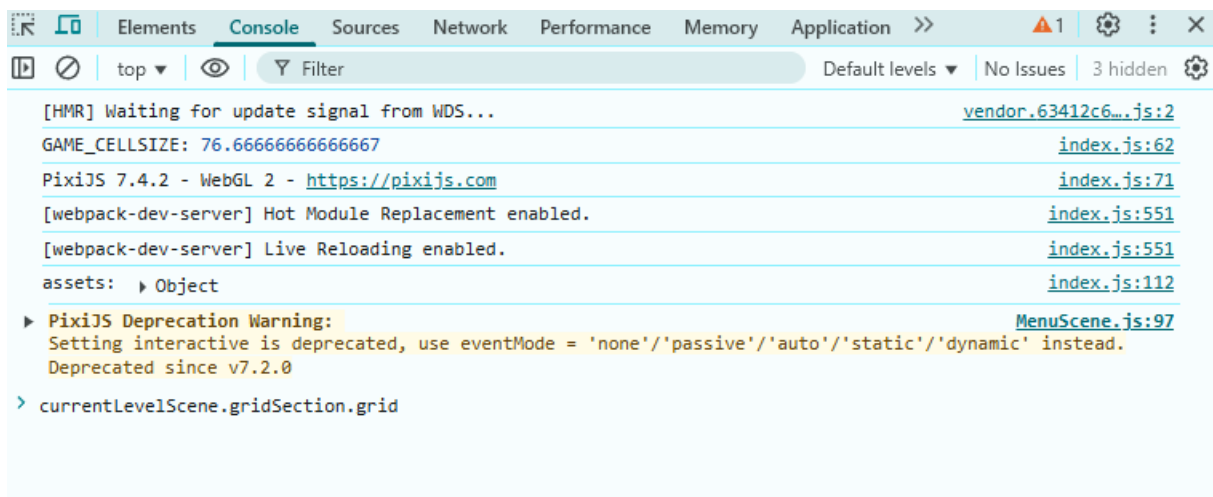 Elements Console Sources Network Performance Memory Application 1
top Filter Default levels No Issues 3 hidden
[HMR] Waiting for update signal from WDS... vendor.63412c6….js:2
GAME_CELLSIZE: 76.66666666666667 index.js:62
PixiJS 7.4.2 - WebGL 2 - https://pixijs.com index.js:71
[webpack-dev-server] Hot Module Replacement enabled. index.js:551
[webpack-dev-server] Live Reloading enabled. index.js:551
assets: Object index.js:112
PixiJS Deprecation Warning: MenuScene.js:97
Setting interactive is deprecated, use eventMode = 'none'/'passive'/'auto'/'static'/'dynamic' instead.
Deprecated since v7.2.0
currentLevelScene.gridSection.grid